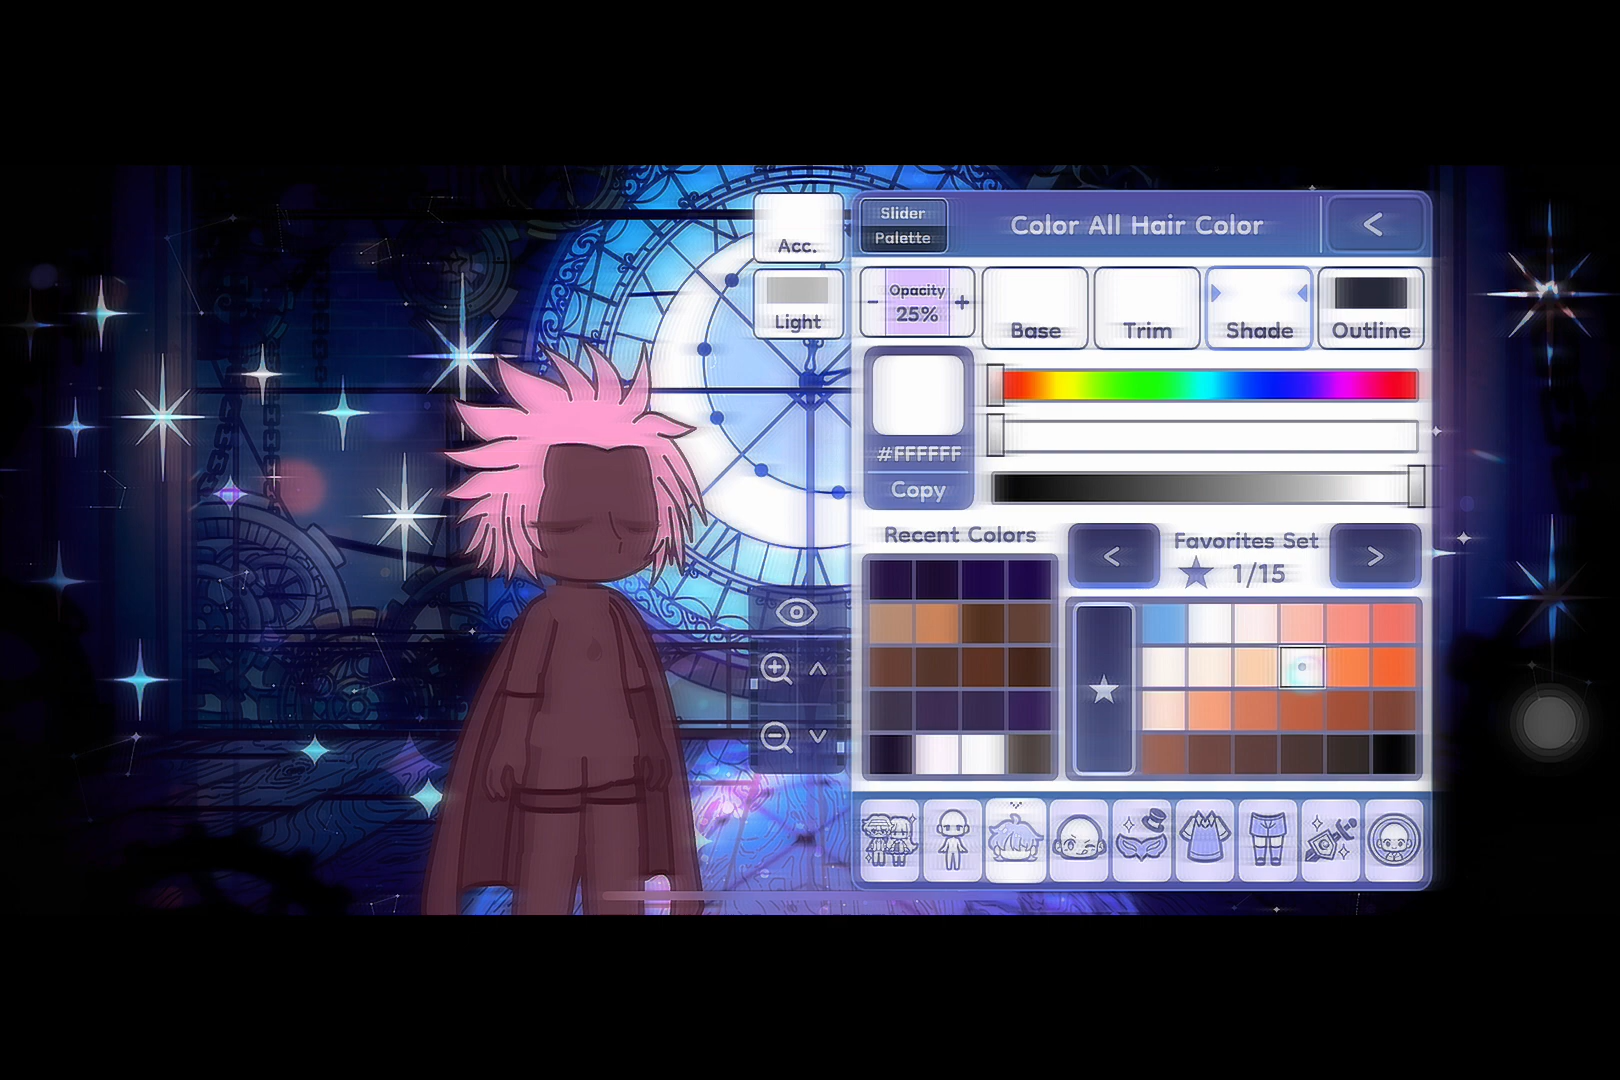 Acc.
Slider
Palette
Color All Hair Color
<
Light
- Opacity +
25%
Base
Trim
Shade
Outline
#FFFFFF
Copy
Recent Colors
<
Favorites Set
1/15
>